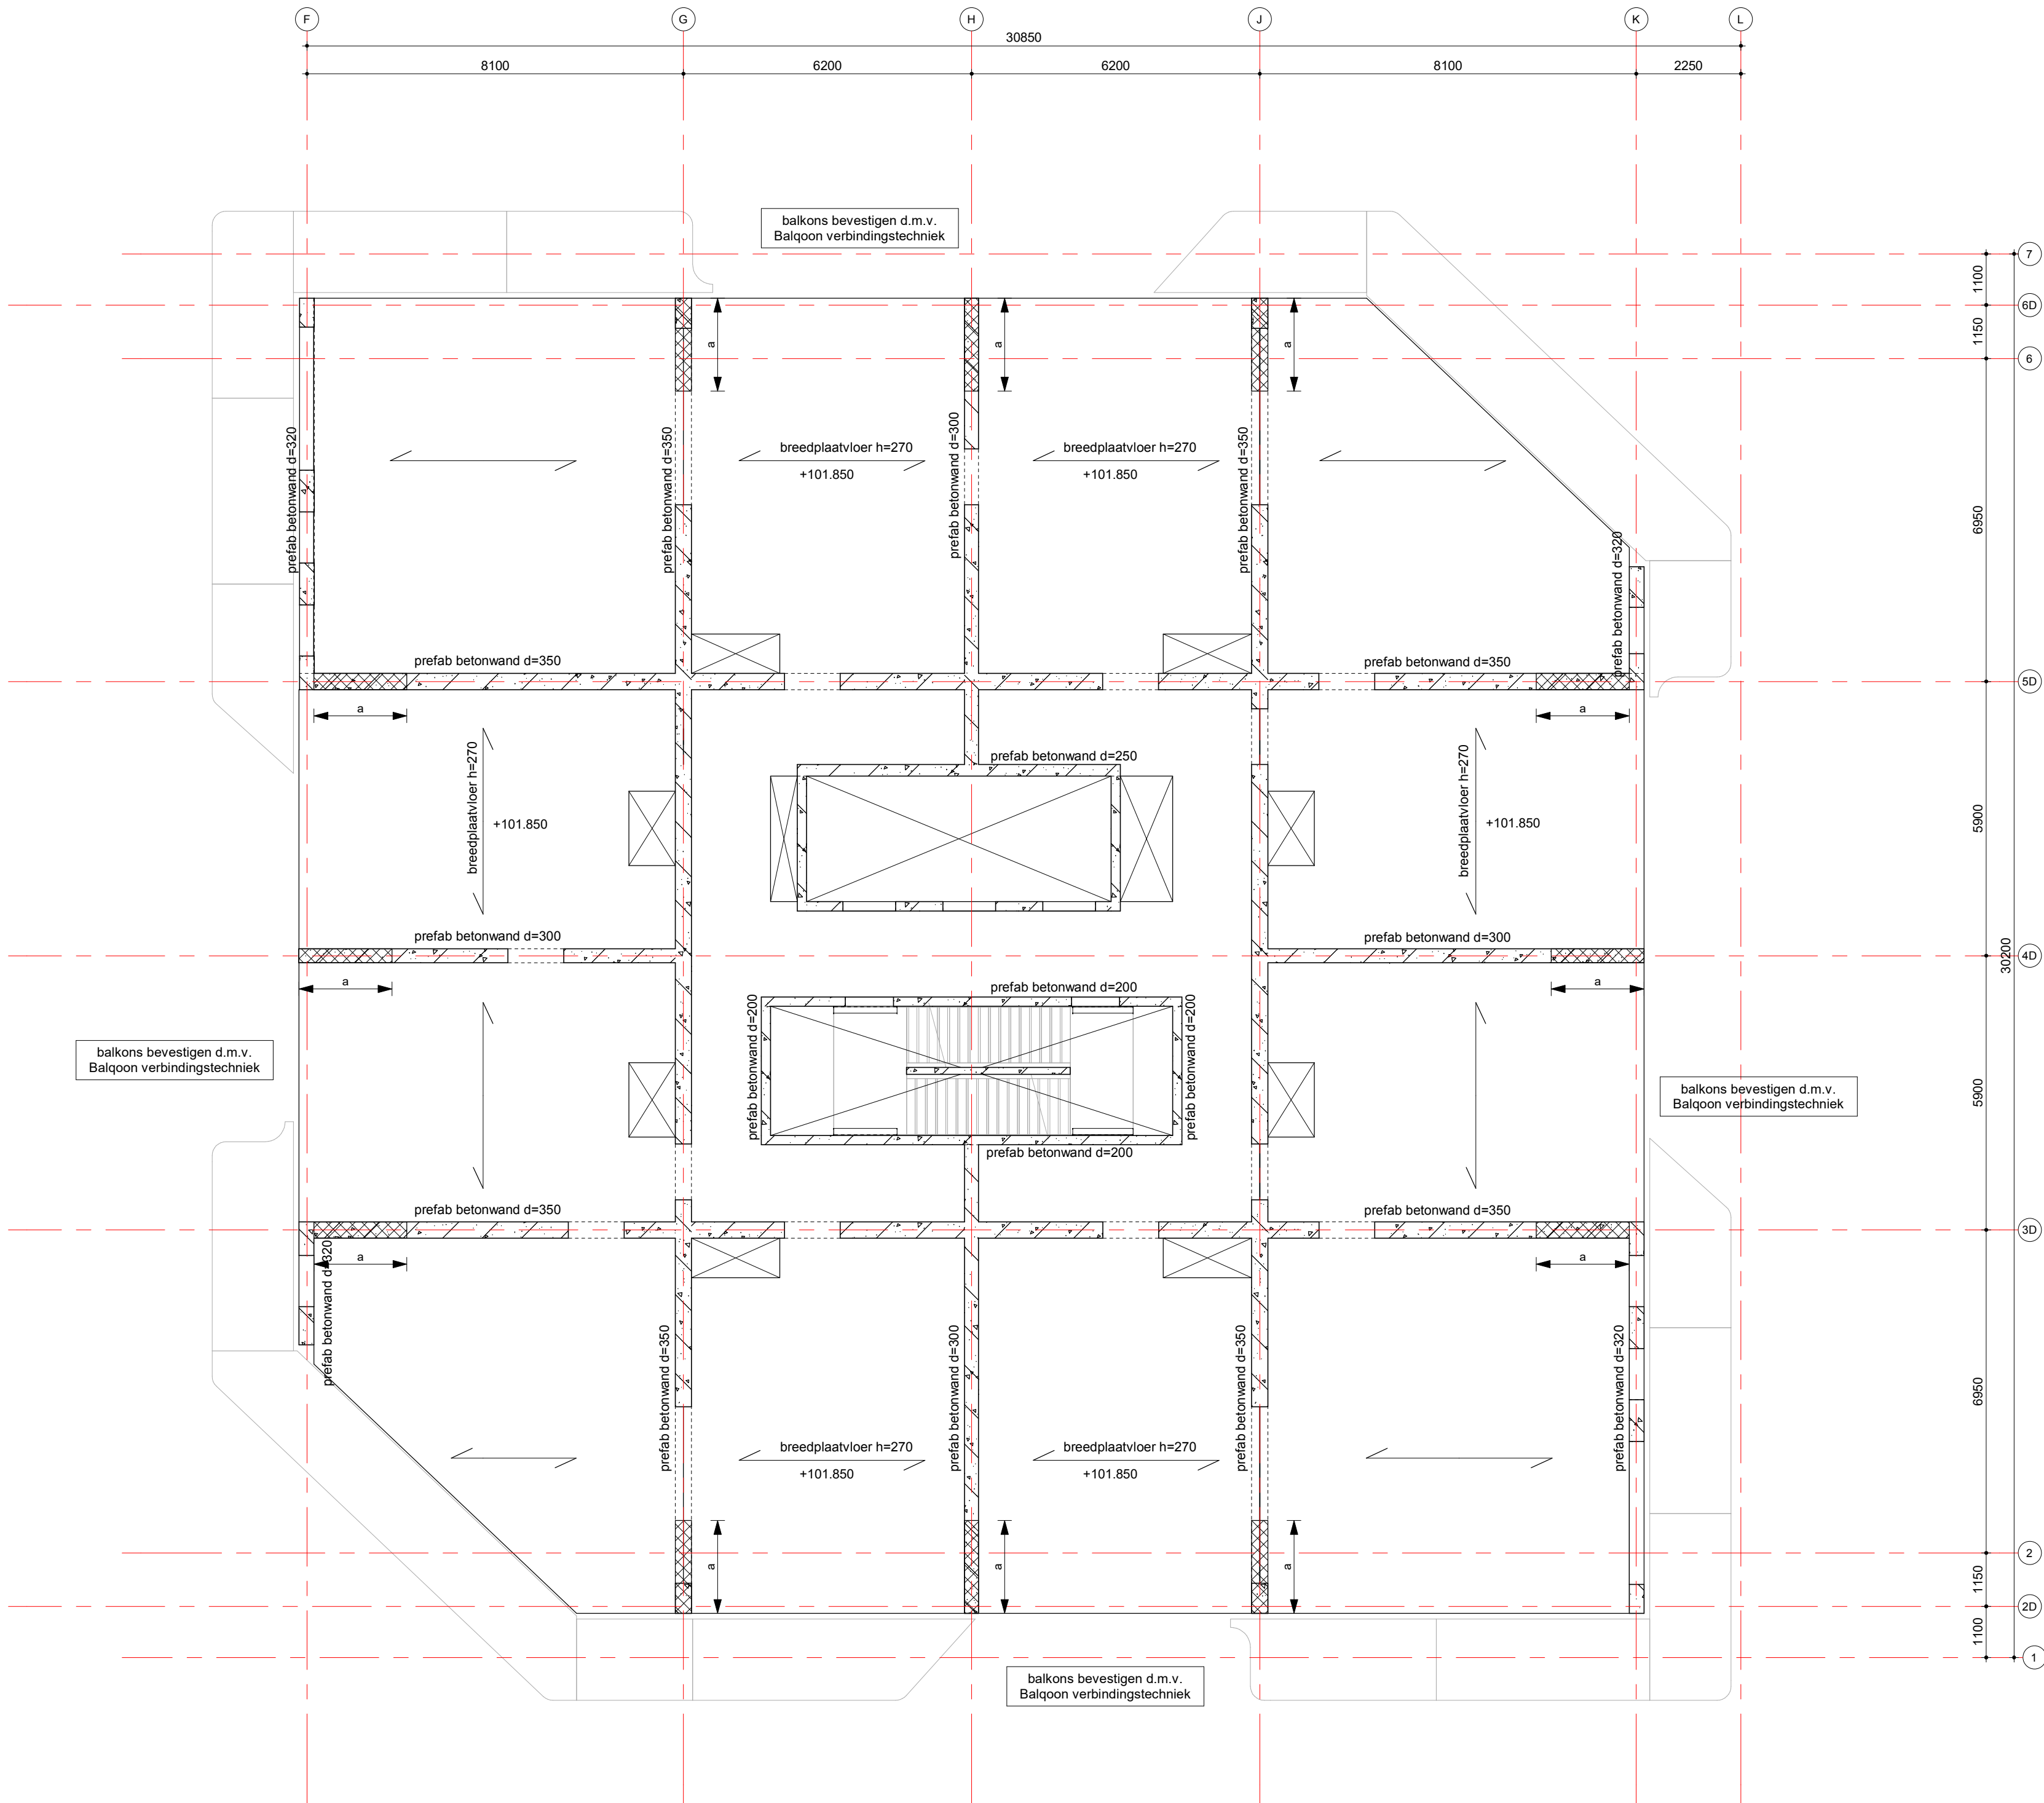 F
G
H
J
K
L
30850
8100
6200
6200
8100
2250
balkons bevestigen d.m.v.
Balqoon verbindingstechniek
7
1100
6D
1150
6
a
a
a
prefab betonwand d=320
prefab betonwand d=350
breedplaatvloer h=270
+101.850
prefab betonwand d=300
breedplaatvloer h=270
+101.850
prefab betonwand d=350
6950
prefab betonwand d=320
prefab betonwand d=350
prefab betonwand d=350
5D
a
a
breedplaatvloer h=270
+101.850
prefab betonwand d=250
breedplaatvloer h=270
+101.850
5900
prefab betonwand d=300
prefab betonwand d=300
4D
30200
a
a
prefab betonwand d=200
prefab betonwand d=200
prefab betonwand d=200
balkons bevestigen d.m.v.
Balqoon verbindingstechniek
balkons bevestigen d.m.v.
Balqoon verbindingstechniek
5900
prefab betonwand d=200
prefab betonwand d=350
prefab betonwand d=350
3D
a
a
prefab betonwand d=320
prefab betonwand d=350
prefab betonwand d=300
prefab betonwand d=350
prefab betonwand d=320
6950
breedplaatvloer h=270
+101.850
breedplaatvloer h=270
+101.850
a
a
a
2
1150
2D
1100
1
balkons bevestigen d.m.v.
Balqoon verbindingstechniek